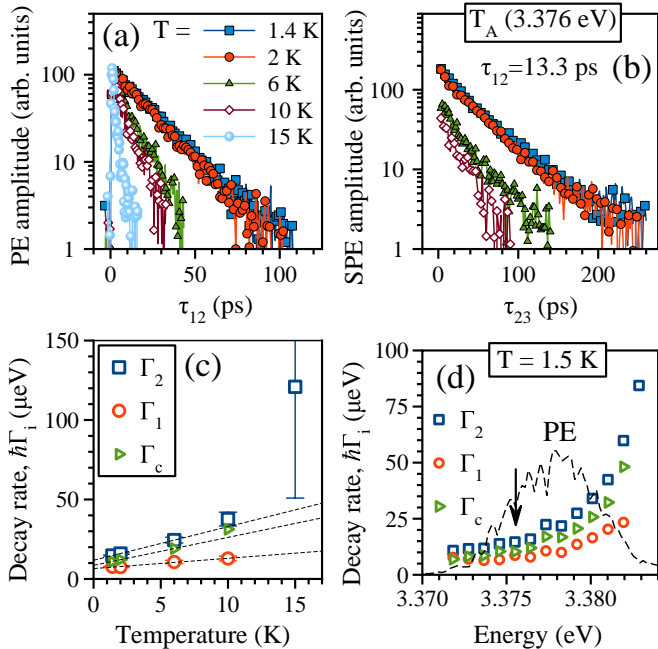 (a)
T =
1.4 K
2 K
6 K
10 K
15 K
PE amplitude (arb. units)
100
10
1
0
50
100
τ₁₂ (ps)
T_A (3.376 eV)
τ₁₂=13.3 ps
(b)
SPE amplitude (arb. units)
100
10
1
0
100
200
τ₂₃ (ps)
(c)
Γ₂
Γ₁
Γ_c
Decay rate, ℏΓᵢ (μeV)
150
100
50
0
0
5
10
15
Temperature (K)
T = 1.5 K
(d)
Γ₂
Γ₁
Γ_c
PE
Decay rate, ℏΓᵢ (μeV)
100
75
50
25
0
3.370
3.375
3.380
Energy (eV)